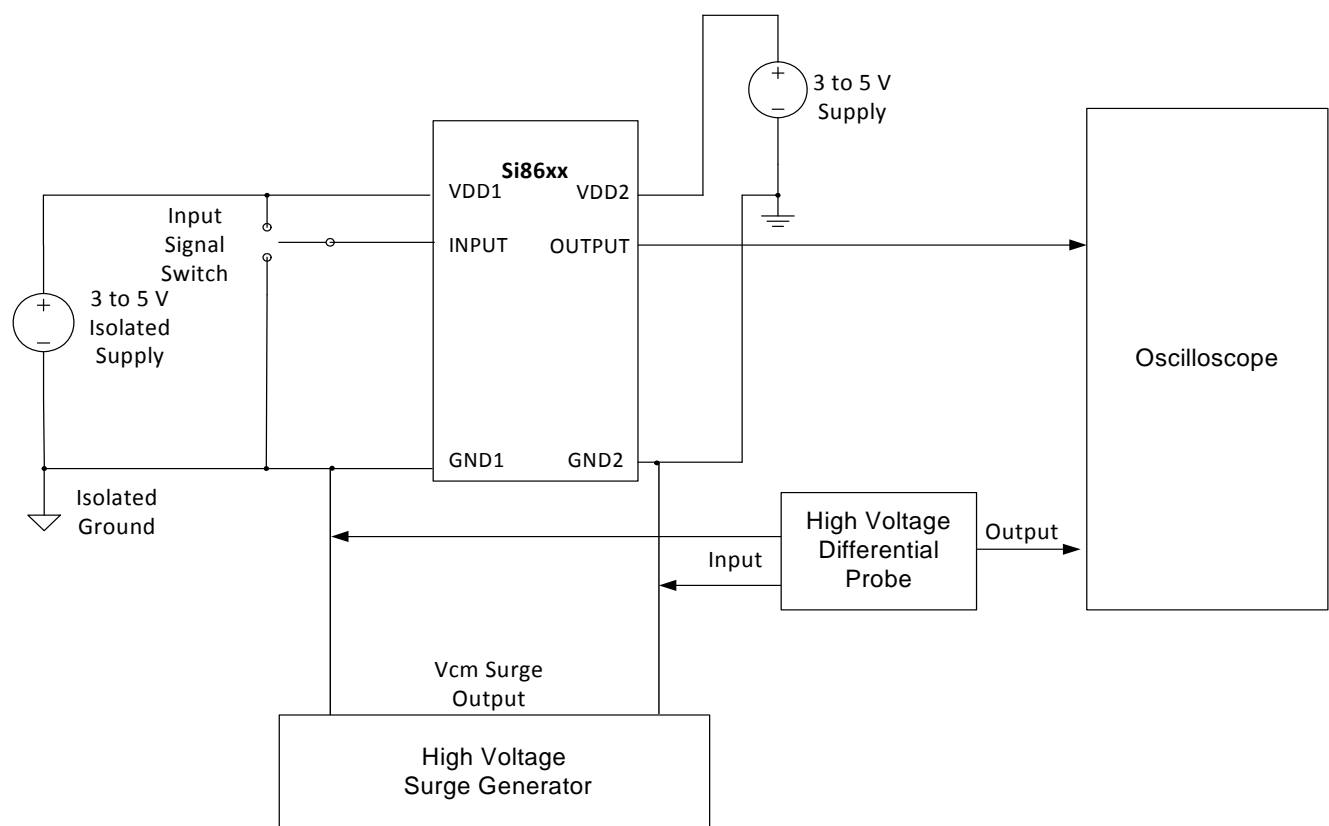 3 to 5 V
Supply
Si86xx
VDD1
VDD2
Input
Signal
Switch
INPUT
OUTPUT
+
−
3 to 5 V
Isolated
Supply
+
−
Oscilloscope
GND1
GND2
Isolated
Ground
High Voltage
Differential
Probe
Input
Output
Vcm Surge
Output
High Voltage
Surge Generator